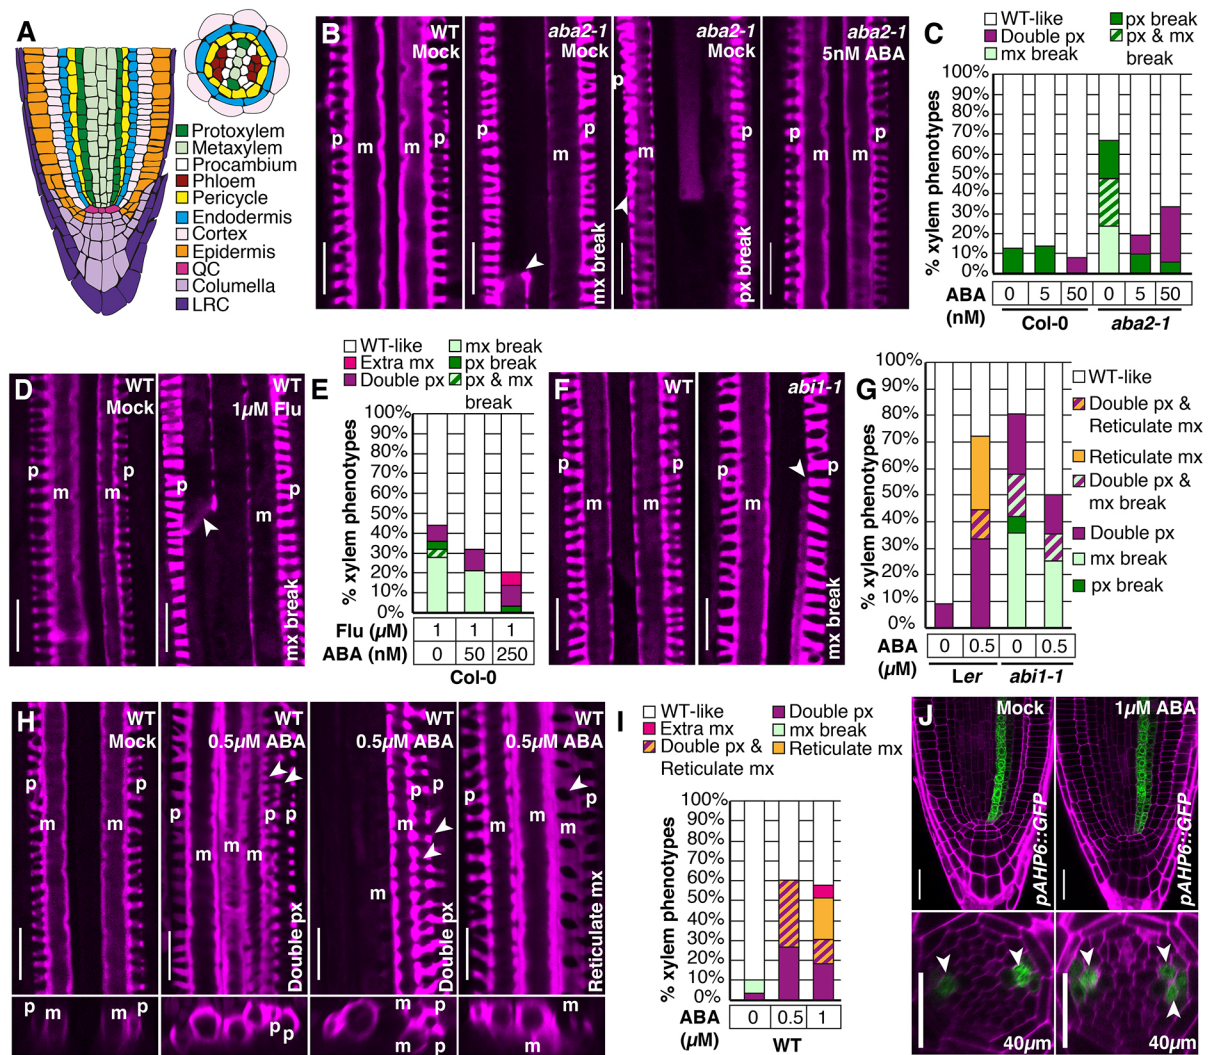 A
Protoxylem
Metaxylem
Procambium
Phloem
Pericycle
Endodermis
Cortex
Epidermis
QC
Columella
LRC
B
WT
Mock
p
m
m
p
aba2-1
Mock
p
m
p
mx break
aba2-1
Mock
p
m
p
px break
aba2-1
5nM ABA
p
m
m
p
C
WT-like
Double px
mx break
px break
px & mx
break
% xylem phenotypes
100%
90%
80%
70%
60%
50%
40%
30%
20%
10%
0%
ABA
(nM)
0 5 50 0 5 50
Col-0 aba2-1
D
WT
Mock
p
m
m
p
WT
1µM Flu
p
m
p
mx break
E
WT-like
Extra mx
Double px
mx break
px break
px & mx
break
% xylem phenotypes
100%
90%
80%
70%
60%
50%
40%
30%
20%
10%
0%
Flu (µM) 1 1 1
ABA (nM) 0 50 250
Col-0
F
WT
p
m
m
p
abi1-1
p
m
p
mx break
G
% xylem phenotypes
100%
90%
80%
70%
60%
50%
40%
30%
20%
10%
0%
WT-like
Double px &
Reticulate mx
Reticulate mx
Double px &
mx break
Double px
mx break
px break
ABA
(µM)
0 0.5 0 0.5
Ler abi1-1
H
WT
Mock
p
m
m
p
p
m
m
p
WT
0.5µM ABA
p
m
m
m
p
p
Double px
p
p
WT
0.5µM ABA
p
p
m
m
Double px
m
p
m
p
WT
0.5µM ABA
p
m
m
m
p
Reticulate mx
m
m
I
WT-like
Extra mx
Double px &
Reticulate mx
Double px
mx break
Reticulate mx
% xylem phenotypes
100%
90%
80%
70%
60%
50%
40%
30%
20%
10%
0%
ABA
(µM)
0 0.5 1
WT
J
Mock
pAHP6::GFP
1µM ABA
pAHP6::GFP
40µm
40µm